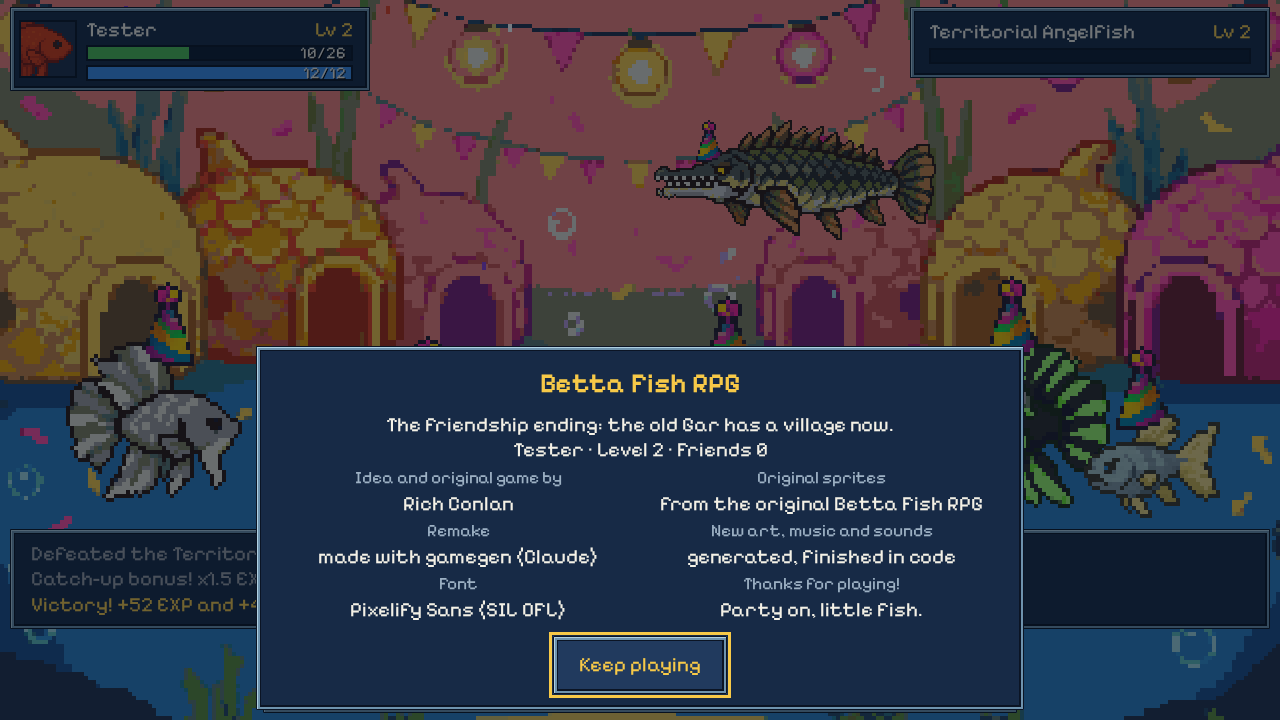 Tester Lv 2
10/26
12/12
Territorial Angelfish Lv 2
Betta Fish RPG
The friendship ending: the old Gar has a village now.
Tester · Level 2 · Friends 0
Idea and original game by
Rich Conlan
Original sprites
from the original Betta Fish RPG
Remake
made with gamegen (Claude)
New art, music and sounds
generated, finished in code
Font
Pixelify Sans (SIL OFL)
Thanks for playing!
Party on, little fish.
Keep playing
Defeated the Territor
Catch-up bonus! x1.5 EX
Victory! +52 EXP and +4